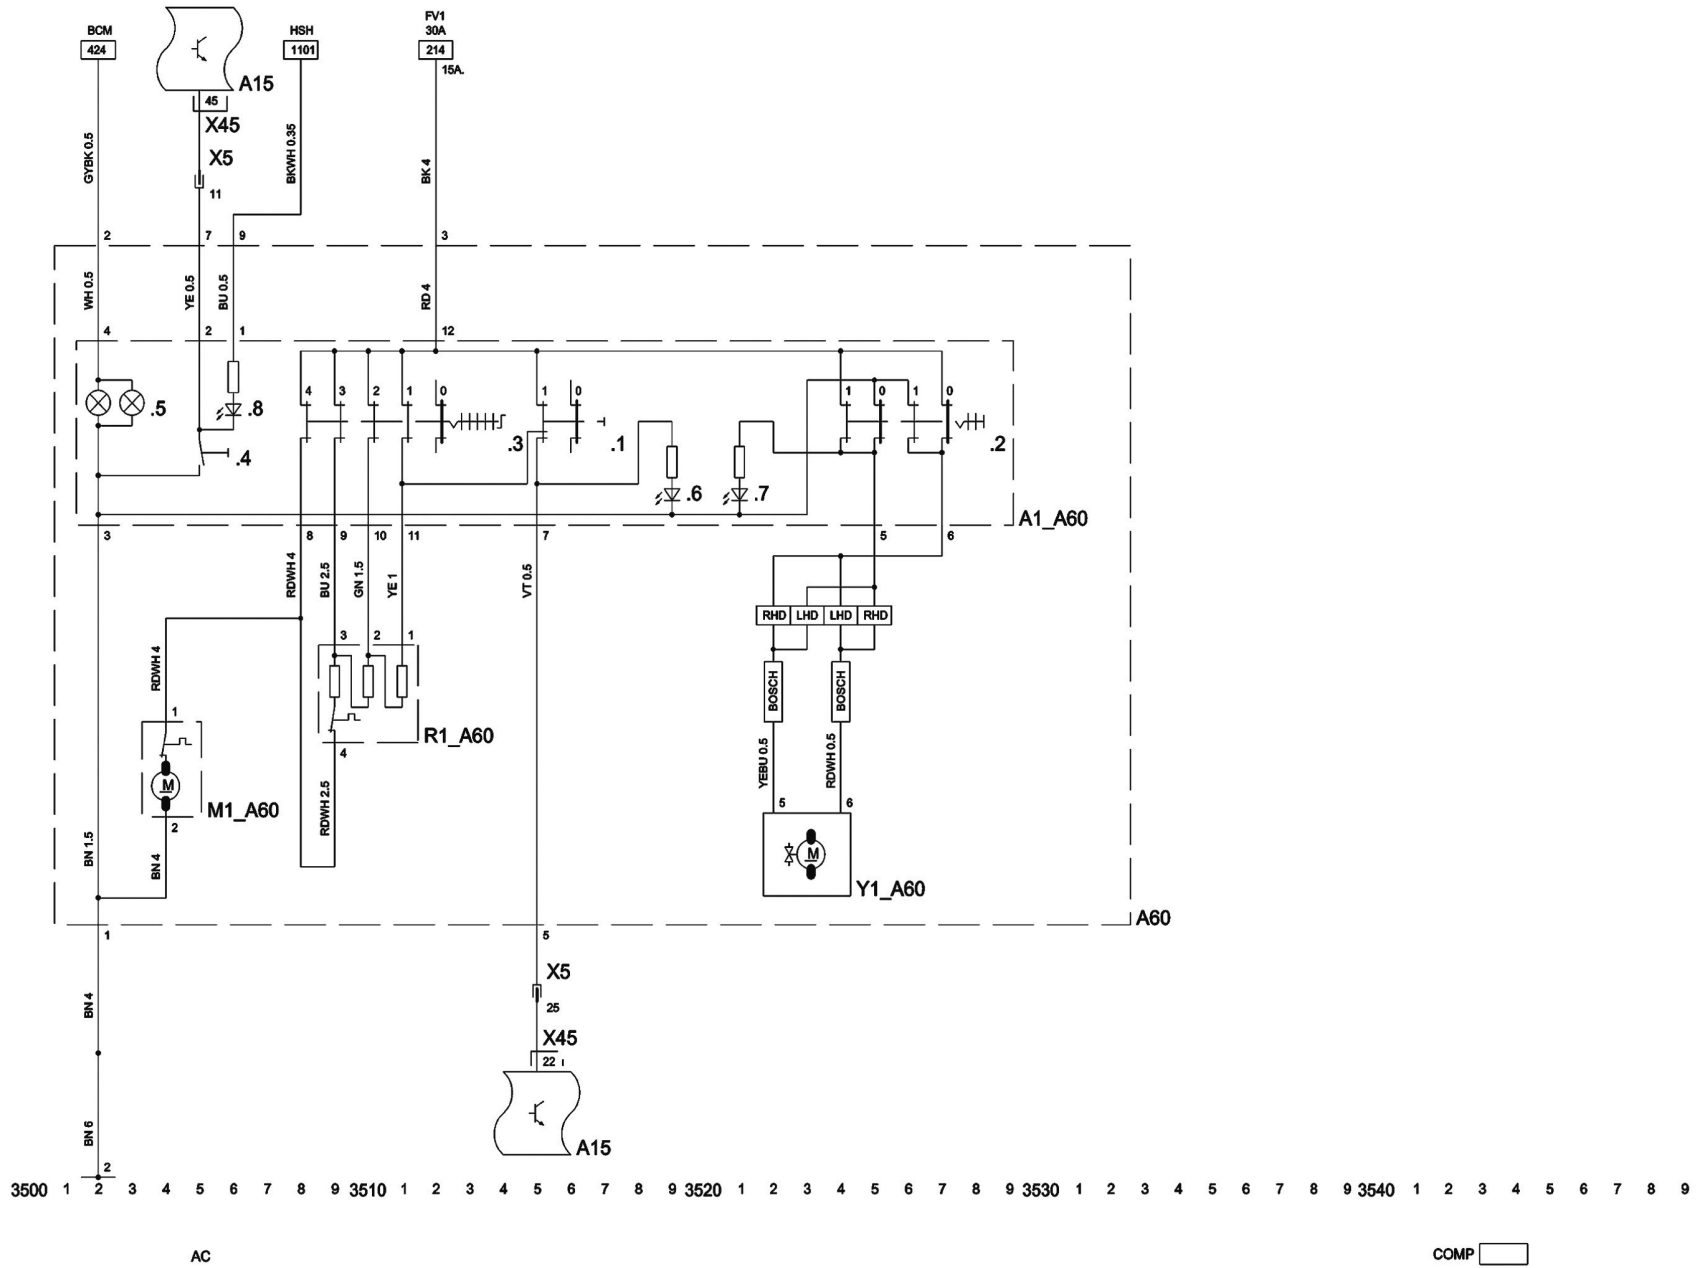 BCM
424
A15
45
X45
X5
11
HSH
1101
FV1
30A
214
15A.
GYBK 0.5
BKWH 0.35
BK 4
2 7 9 3
WH 0.5
YE 0.5
BU 0.5
RD 4
4 2 1 12
.5
.8
.4
4 3 2 1 0
.3
1 0
.1
.6
.7
1 0 1 0
.2
A1_A60
3 8 9 10 11 7 5 6
RDWH 4
BU 2.5
GN 1.5
YE 1
VT 0.5
RHD LHD LHD RHD
3 2 1
RDWH 4
BOSCH
BOSCH
1
R1_A60
4
M
M1_A60
2
RDWH 2.5
YEBU 0.5
RDWH 0.5
5 6
M
Y1_A60
BN 1.5
BN 4
A60
1 5
X5
25
BN 4
X45
22
A15
BN 6
2
3500 1 2 3 4 5 6 7 8 9 3510 1 2 3 4 5 6 7 8 9 3520 1 2 3 4 5 6 7 8 9 3530 1 2 3 4 5 6 7 8 9 3540 1 2 3 4 5 6 7 8 9
AC
COMP